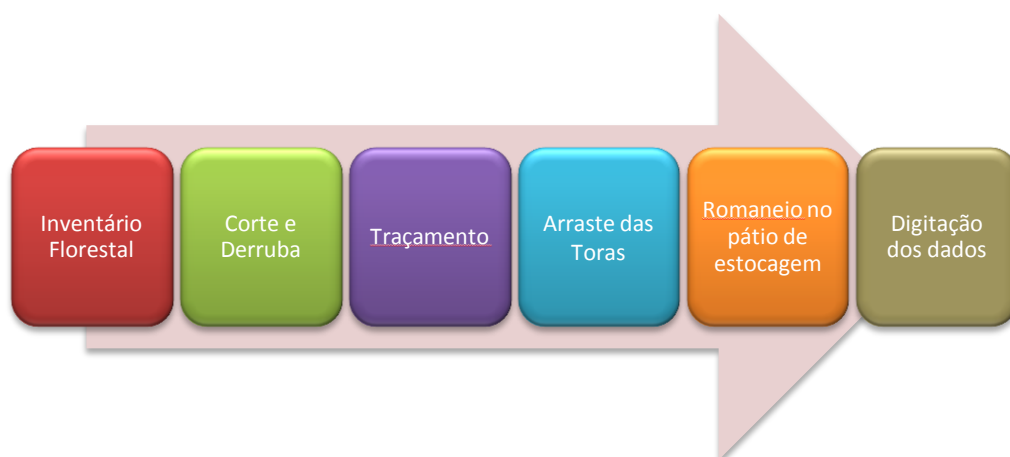 Inventário
Florestal
Corte e
Derruba
Traçamento
Arraste das
Toras
Romaneio no
pátio de
estocagem
Digitação
dos dados